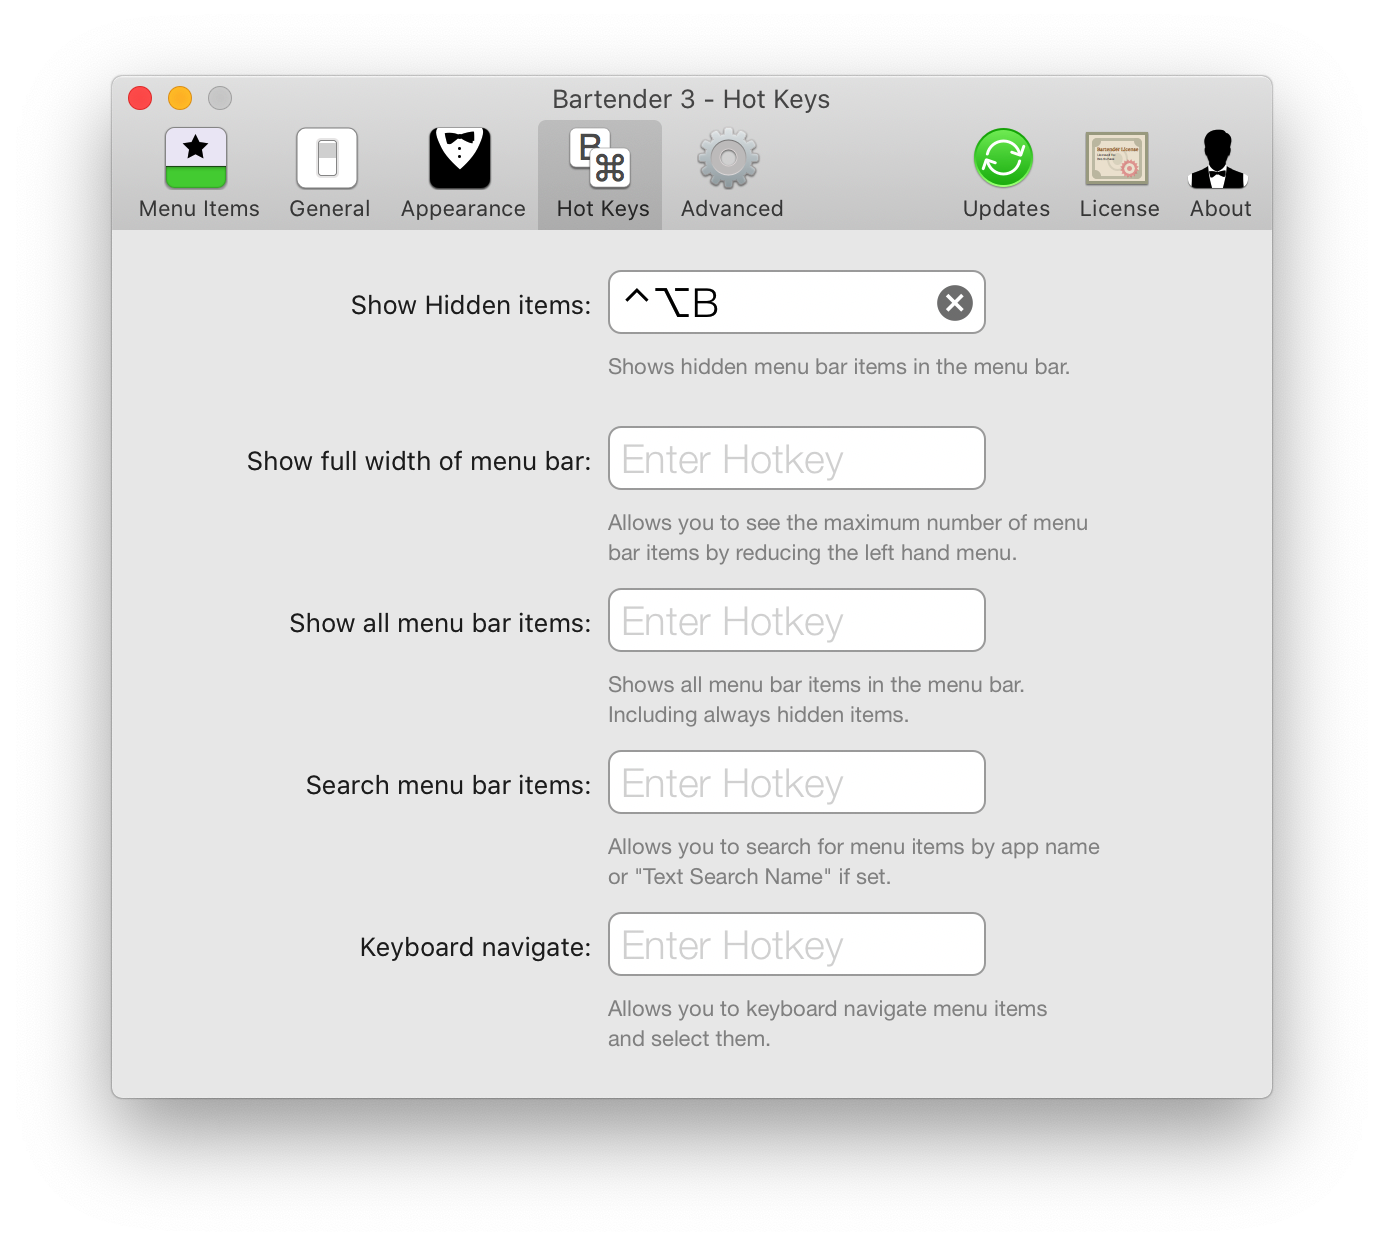 Bartender 3 - Hot Keys
B
⌘
Bartender License
Menu Items
General
Appearance
Hot Keys
Advanced
Updates
License
About
Show Hidden items:
^⌥B
Shows hidden menu bar items in the menu bar.
Show full width of menu bar:
Enter Hotkey
Allows you to see the maximum number of menu
bar items by reducing the left hand menu.
Show all menu bar items:
Enter Hotkey
Shows all menu bar items in the menu bar.
Including always hidden items.
Search menu bar items:
Enter Hotkey
Allows you to search for menu items by app name
or "Text Search Name" if set.
Keyboard navigate:
Enter Hotkey
Allows you to keyboard navigate menu items
and select them.